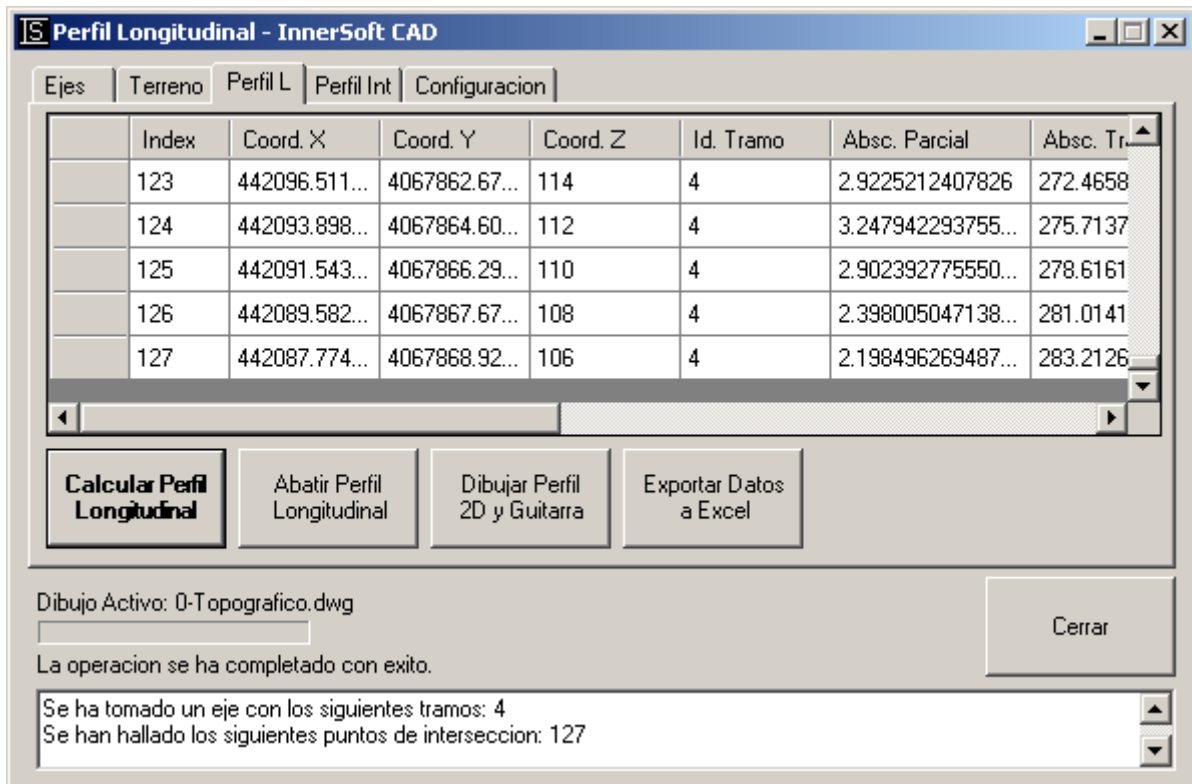 Perfil Longitudinal - InnerSoft CAD
Ejes Terreno Perfil L Perfil Int Configuracion
Index Coord. X Coord. Y Coord. Z Id. Tramo Absc. Parcial Absc. Tr
123 442096.511... 4067862.67... 114 4 2.9225212407826 272.4658
124 442093.898... 4067864.60... 112 4 3.247942293755... 275.7137
125 442091.543... 4067866.29... 110 4 2.902392775550... 278.6161
126 442089.582... 4067867.67... 108 4 2.398005047138... 281.0141
127 442087.774... 4067868.92... 106 4 2.198496269487... 283.2126
Calcular Perfil
Longitudinal
Abatir Perfil
Longitudinal
Dibujar Perfil
2D y Guitarra
Exportar Datos
a Excel
Dibujo Activo: 0-Topografico.dwg
Cerrar
La operacion se ha completado con exito.
Se ha tomado un eje con los siguientes tramos: 4
Se han hallado los siguientes puntos de interseccion: 127